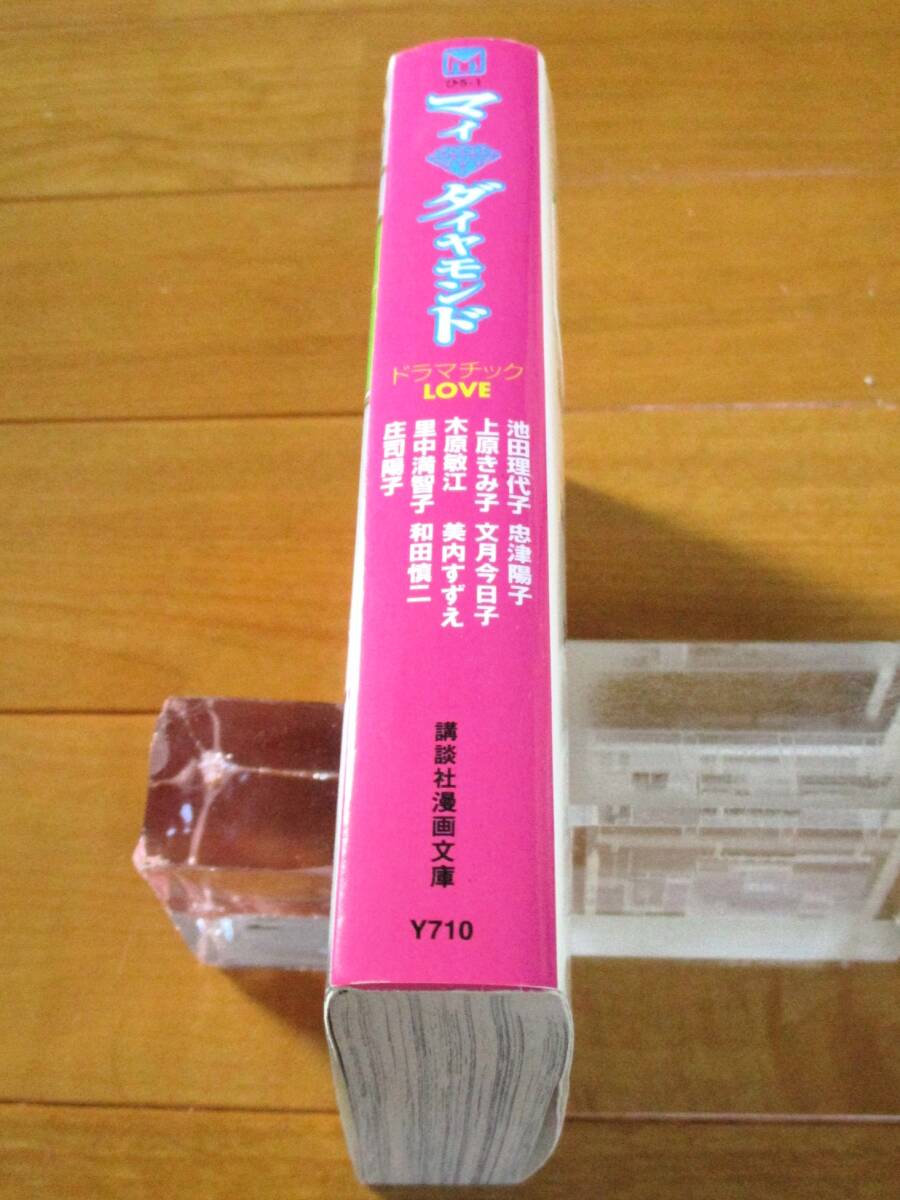 M
ひ-5-1
マイ
ダイヤモンド
ドラマチック
LOVE
池田理代子 忠津陽子
上原きみ子 文月今日子
木原敏江 美内すずえ
里中満智子 和田慎二
庄司陽子
講談社漫画文庫
Y710